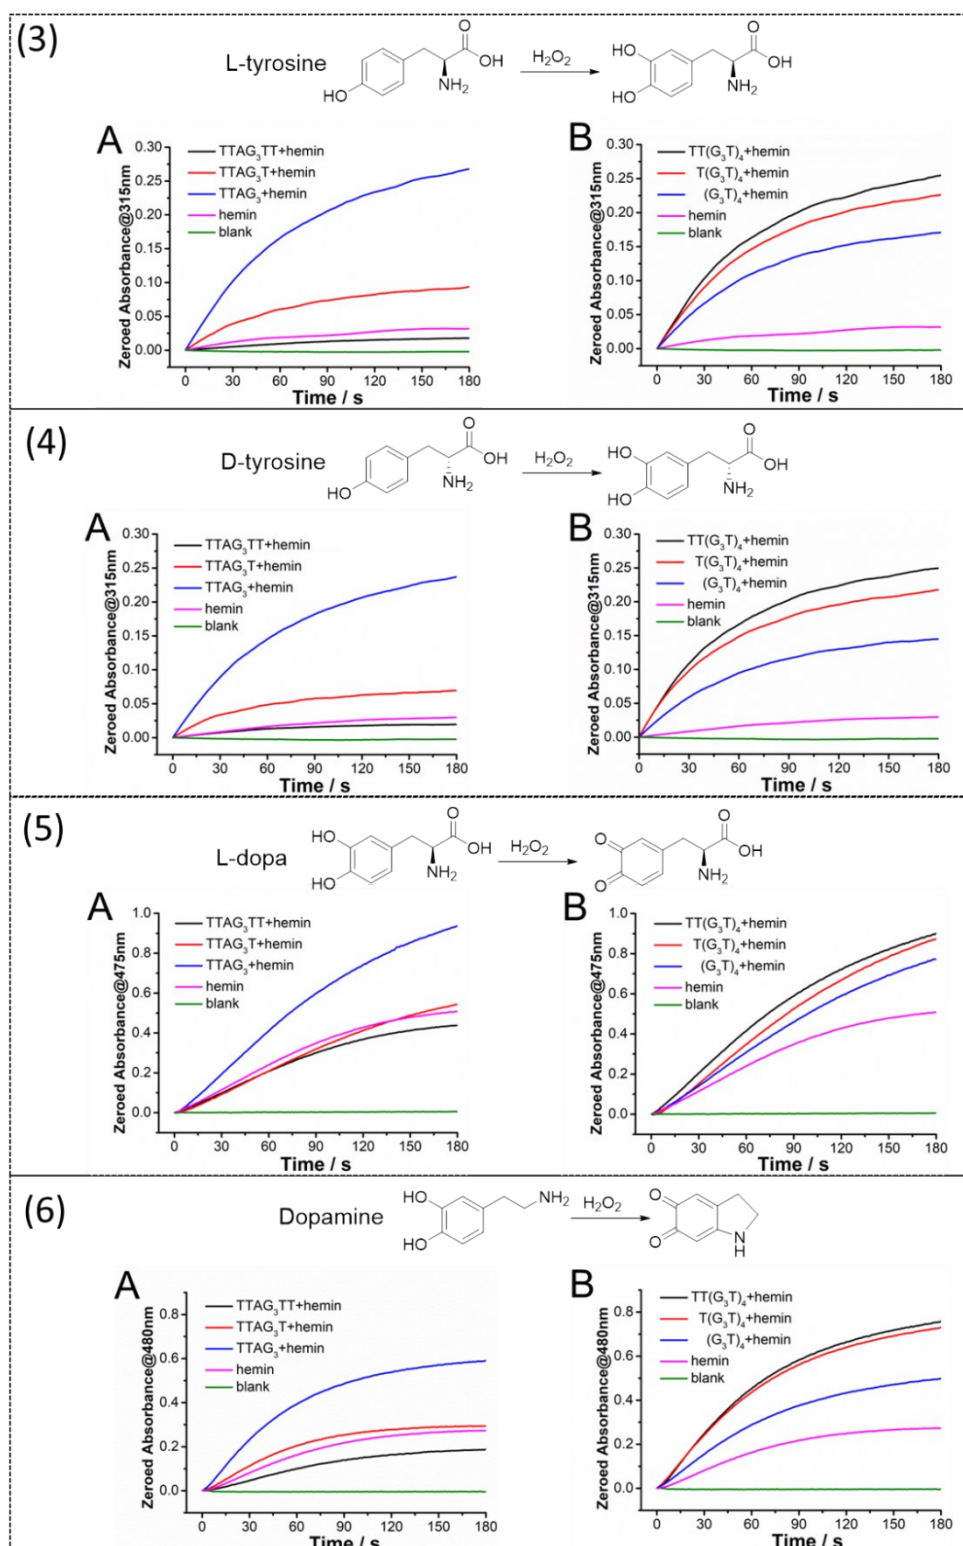 (3)
L-tyrosine
HO
O
OH
NH₂
H₂O₂
HO
HO
O
OH
NH₂
A
Zeroed Absorbance@315nm
0.30
0.25
0.20
0.15
0.10
0.05
0.00
TTAG₃TT+hemin
TTAG₃T+hemin
TTAG₃+hemin
hemin
blank
0 30 60 90 120 150 180
Time / s
B
Zeroed Absorbance@315nm
0.30
0.25
0.20
0.15
0.10
0.05
0.00
TT(G₃T)₄+hemin
T(G₃T)₄+hemin
(G₃T)₄+hemin
hemin
blank
0 30 60 90 120 150 180
Time / s
(4)
D-tyrosine
HO
O
OH
NH₂
H₂O₂
HO
HO
O
OH
NH₂
A
Zeroed Absorbance@315nm
0.30
0.25
0.20
0.15
0.10
0.05
0.00
TTAG₃TT+hemin
TTAG₃T+hemin
TTAG₃+hemin
hemin
blank
0 30 60 90 120 150 180
Time / s
B
Zeroed Absorbance@315nm
0.30
0.25
0.20
0.15
0.10
0.05
0.00
TT(G₃T)₄+hemin
T(G₃T)₄+hemin
(G₃T)₄+hemin
hemin
blank
0 30 60 90 120 150 180
Time / s
(5)
L-dopa
HO
HO
O
OH
NH₂
H₂O₂
O
O
O
OH
NH₂
A
Zeroed Absorbance@475nm
1.0
0.8
0.6
0.4
0.2
0.0
TTAG₃TT+hemin
TTAG₃T+hemin
TTAG₃+hemin
hemin
blank
0 30 60 90 120 150 180
Time / s
B
Zeroed Absorbance@475nm
1.0
0.8
0.6
0.4
0.2
0.0
TT(G₃T)₄+hemin
T(G₃T)₄+hemin
(G₃T)₄+hemin
hemin
blank
0 30 60 90 120 150 180
Time / s
(6)
Dopamine
HO
HO
NH₂
H₂O₂
O
O
N
H
A
Zeroed Absorbance@480nm
0.8
0.6
0.4
0.2
0.0
TTAG₃TT+hemin
TTAG₃T+hemin
TTAG₃+hemin
hemin
blank
0 30 60 90 120 150 180
Time / s
B
Zeroed Absorbance@480nm
0.8
0.6
0.4
0.2
0.0
TT(G₃T)₄+hemin
T(G₃T)₄+hemin
(G₃T)₄+hemin
hemin
blank
0 30 60 90 120 150 180
Time / s